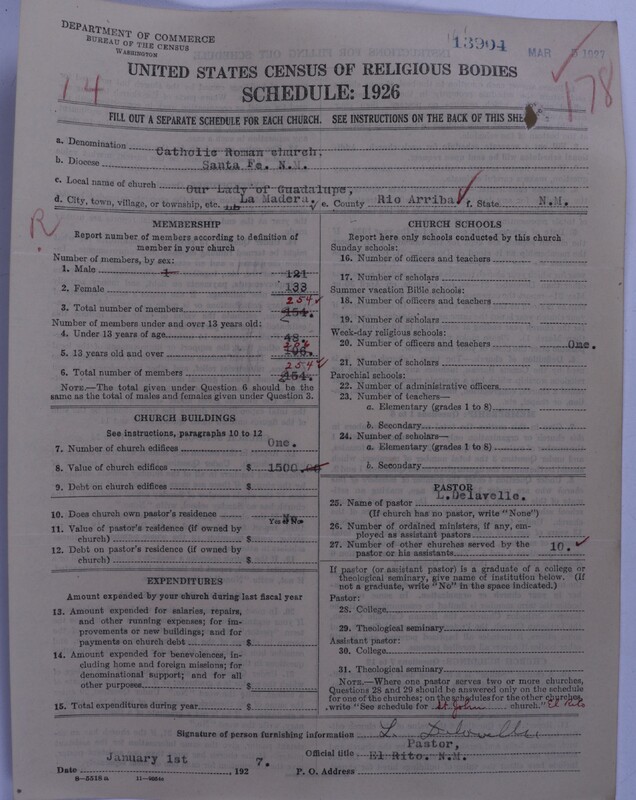 DEPARTMENT OF COMMERCE
BUREAU OF THE CENSUS
WASHINGTON
13904
MAR 5 1927
UNITED STATES CENSUS OF RELIGIOUS BODIES
SCHEDULE: 1926
74
178
FILL OUT A SEPARATE SCHEDULE FOR EACH CHURCH. SEE INSTRUCTIONS ON THE BACK OF THIS SHEET
a. Denomination Catholic Roman church.
b. Diocese Santa Fe. N.M.
c. Local name of church Our Lady of Guadalupe,
d. City, town, village, or township, etc. La Madera, e. County Rio Arriba f. State N.M.
R
MEMBERSHIP
Report number of members according to definition of
member in your church
Number of members, by sex:
1. Male 121
2. Female 133
254
3. Total number of members 154.
Number of members under and over 13 years old:
4. Under 13 years of age 48
5. 13 years old and over
254
6. Total number of members 154.
NOTE.—The total given under Question 6 should be the
same as the total of males and females given under Question 3.
CHURCH BUILDINGS
See instructions, paragraphs 10 to 12
7. Number of church edifices One.
8. Value of church edifices $ 1500.00
9. Debt on church edifices $
10. Does church own pastor's residence Yes or No No
11. Value of pastor's residence (if owned by
church) $
12. Debt on pastor's residence (if owned by
church) $
EXPENDITURES
Amount expended by your church during last fiscal year
13. Amount expended for salaries, repairs,
and other running expenses; for im-
provements or new buildings; and for
payments on church debt $
14. Amount expended for benevolences, in-
cluding home and foreign missions; for
denominational support; and for all
other purposes $
15. Total expenditures during year $
CHURCH SCHOOLS
Report here only schools conducted by this church
Sunday schools:
16. Number of officers and teachers
17. Number of scholars
Summer vacation Bible schools:
18. Number of officers and teachers
19. Number of scholars
Week-day religious schools:
20. Number of officers and teachers One.
21. Number of scholars
Parochial schools:
22. Number of administrative officers
23. Number of teachers—
a. Elementary (grades 1 to 8)
b. Secondary
24. Number of scholars—
a. Elementary (grades 1 to 8)
b. Secondary
PASTOR
25. Name of pastor L. Delavelle.
(If church has no pastor, write "None")
26. Number of ordained ministers, if any, em-
ployed as assistant pastors
27. Number of other churches served by the
pastor or his assistants 10.
If pastor (or assistant pastor) is a graduate of a college or
theological seminary, give name of institution below. (If
not a graduate, write "No" in the space indicated.)
Pastor:
28. College
29. Theological seminary
Assistant pastor:
30. College
31. Theological seminary
NOTE.—Where one pastor serves two or more churches,
Questions 28 and 29 should be answered only on the schedule
for one of the churches; on the schedules for the other churches,
write "See schedule for St. John church." El Rito
Signature of person furnishing information L. Delavelle
Official title Pastor,
Date January 1st 1927. P. O. Address El Rito. N.M.
8-5518 a